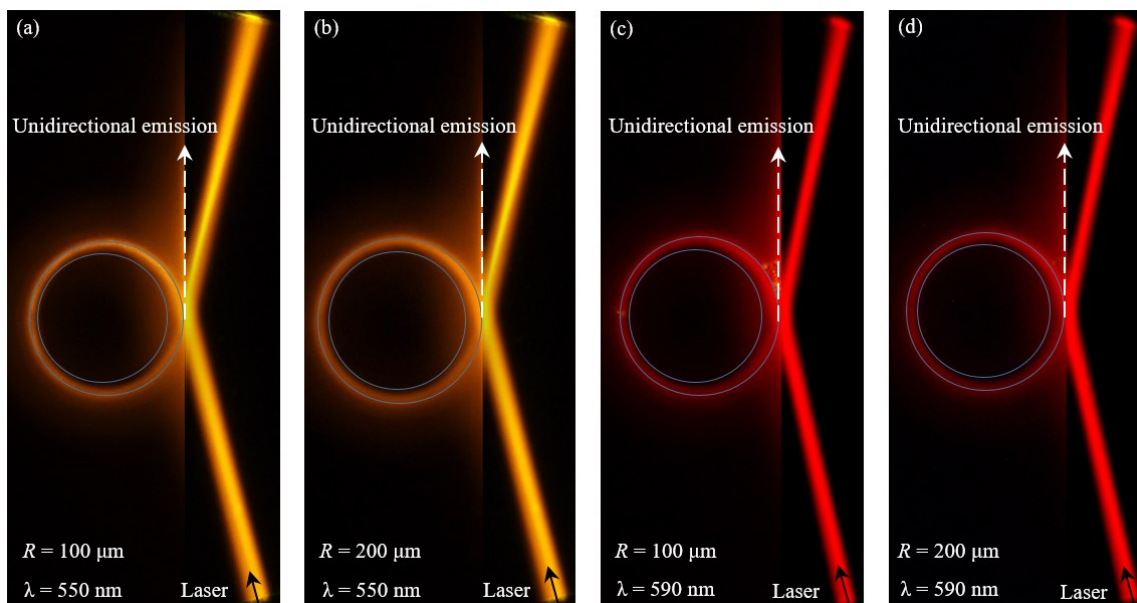 (a)
Unidirectional emission
R = 100 μm
λ = 550 nm
Laser
(b)
Unidirectional emission
R = 200 μm
λ = 550 nm
Laser
(c)
Unidirectional emission
R = 100 μm
λ = 590 nm
Laser
(d)
Unidirectional emission
R = 200 μm
λ = 590 nm
Laser